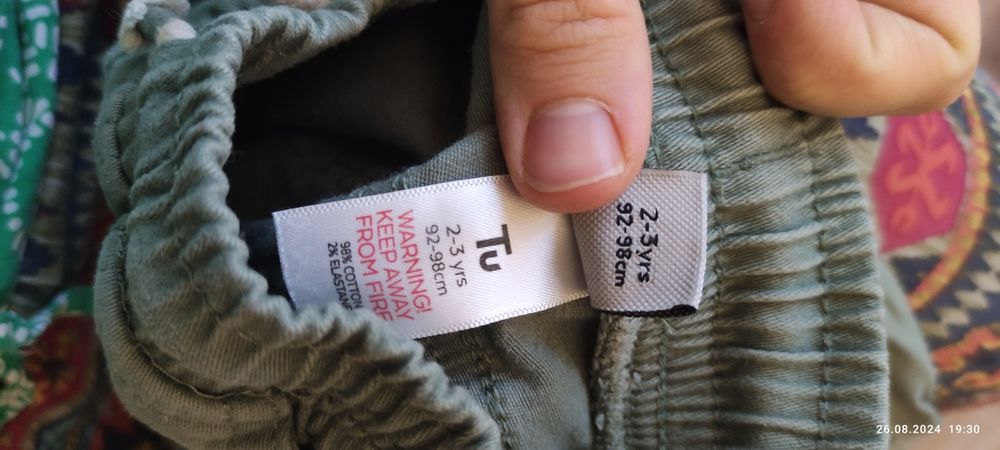 Tu
2-3 yrs
92-98cm
WARNING!
KEEP AWAY
FROM FIRE
98% COTTON
2% ELASTANE
2-3yrs
92-98cm
26.08.2024 19:30